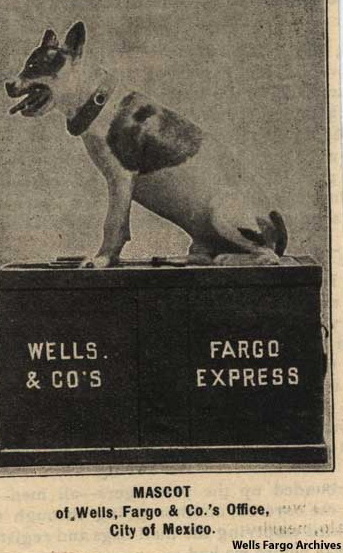 WELLS. FARGO
& CO'S EXPRESS
MASCOT
of Wells, Fargo & Co.'s Office,
City of Mexico.
Wells Fargo Archives